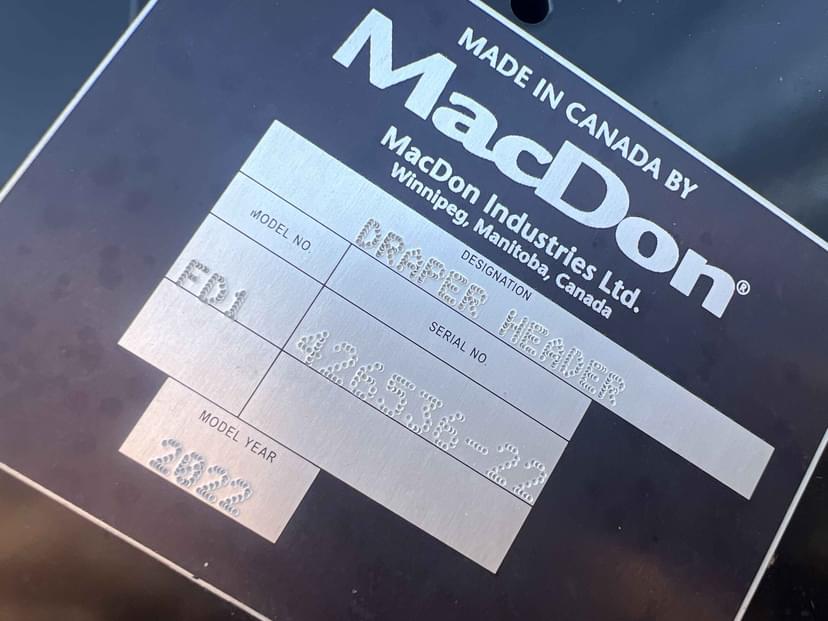 MADE IN CANADA BY
MacDon®
MacDon Industries Ltd.
Winnipeg, Manitoba, Canada
DESIGNATION
DRAPER HEADER
MODEL NO.
FD1
SERIAL NO.
426536-22
MODEL YEAR
2022